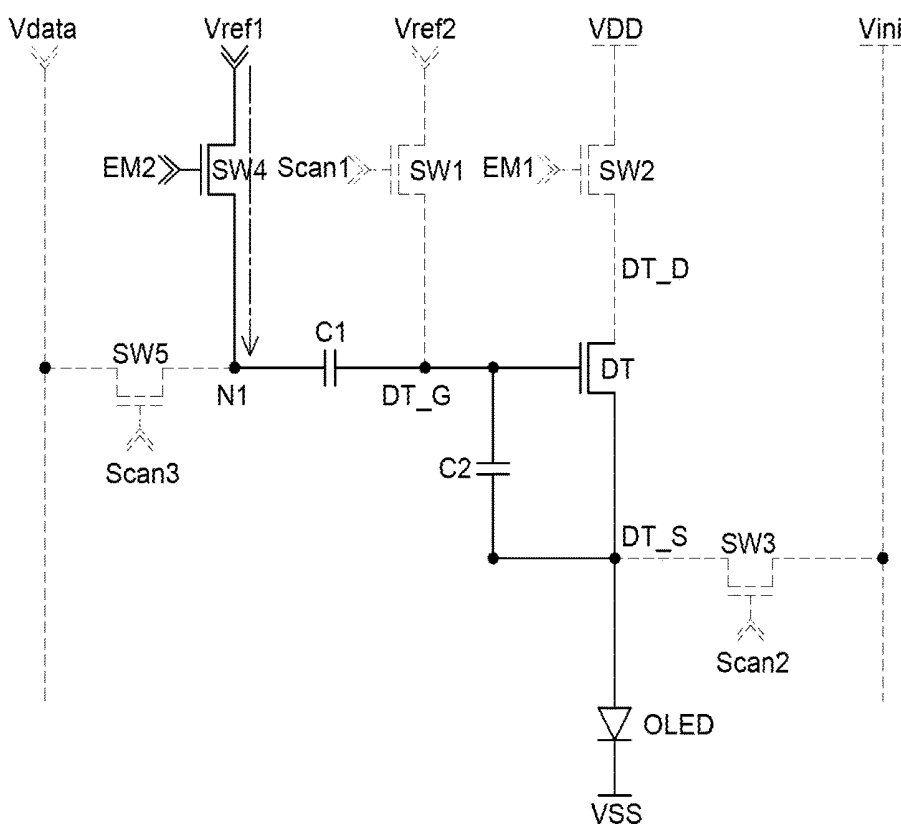 Vdata Vref1 Vref2 VDD Vini
EM2 SW4 Scan1 SW1 EM1 SW2
DT_D
C1
SW5 DT
N1 DT_G
Scan3 C2
DT_S SW3
Scan2
OLED
VSS